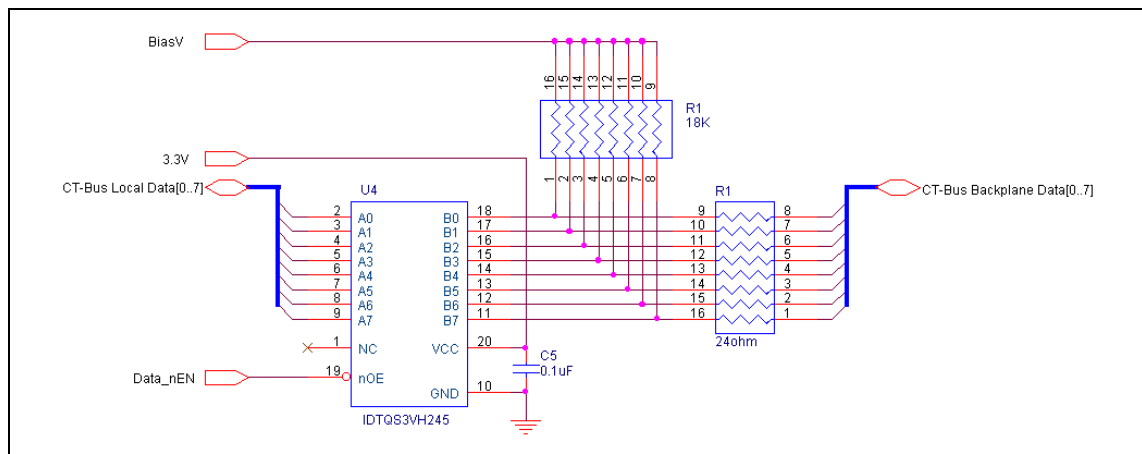 BiasV
16 15 14 13 12 11 10 9
R1
18K
3.3V
1 2 3 4 5 6 7 8
CT-Bus Local Data[0..7]
U4
R1
CT-Bus Backplane Data[0..7]
2 A0 B0 18 9 8
3 A1 B1 17 10 7
4 A2 B2 16 11 6
5 A3 B3 15 12 5
6 A4 B4 14 13 4
7 A5 B5 13 14 3
8 A6 B6 12 15 2
9 A7 B7 11 16 1
24ohm
1 NC VCC 20
C5
0.1uF
Data_nEN
19 nOE GND 10
IDTQS3VH245